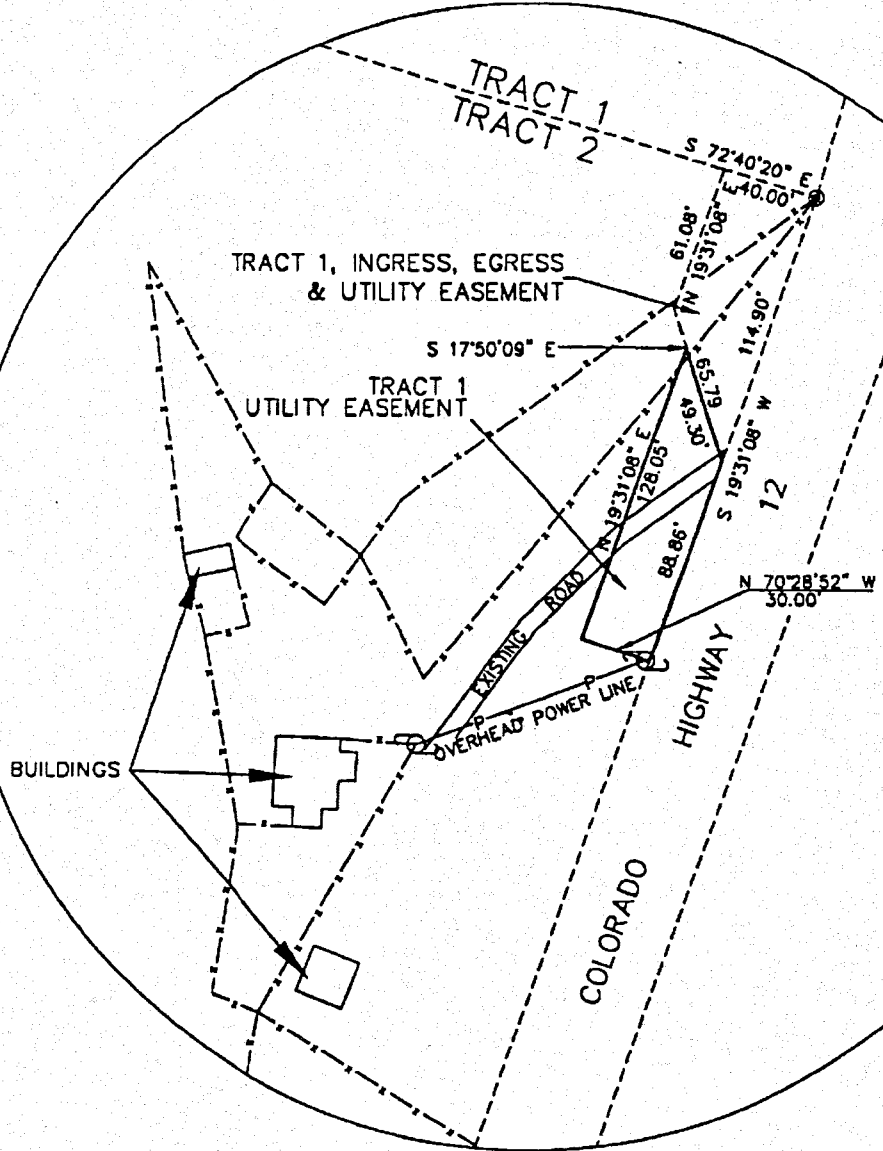 TRACT 1
TRACT 2
S 72°40'20" E
40.00'
61.08'
N 19°31'08" E
TRACT 1, INGRESS, EGRESS
& UTILITY EASEMENT
114.90'
S 17°50'09" E
65.79
49.30'
TRACT 1
UTILITY EASEMENT
N 19°31'08" E
128.05'
S 19°31'08" W
12
88.86'
N 70°28'52" W
30.00'
EXISTING ROAD
P P
OVERHEAD POWER LINE
HIGHWAY
BUILDINGS
COLORADO